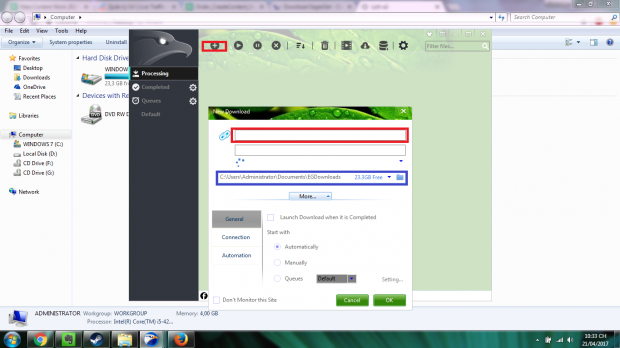 Computer
Search Computer
File Edit View Tools Help
Organize System properties Uninstall
Favorites
Desktop
Downloads
OneDrive
Recent Places
Libraries
Computer
WINDOWS 7 (C:)
Local Disk (D:)
CD Drive (F:)
CD Drive (G:)
Network
Hard Disk Drive
WINDOW
23,3 GB
Devices with Re
DVD RW D
Processing
Completed
Queues
Default
Filter files...
New Download
C:\Users\Administrator\Documents\EGDownloads 23,3GB Free
More...
General
Connection
Automation
Launch Download when it is Completed
Start with
Automatically
Manually
Queues Default Setting...
Don't Monitor this Site
Cancel OK
ADMINISTRATOR Workgroup: WORKGROUP Memory: 4,00 GB
Processor: Intel(R) Core(TM) i5-42...
10:33 CH
21/04/2017